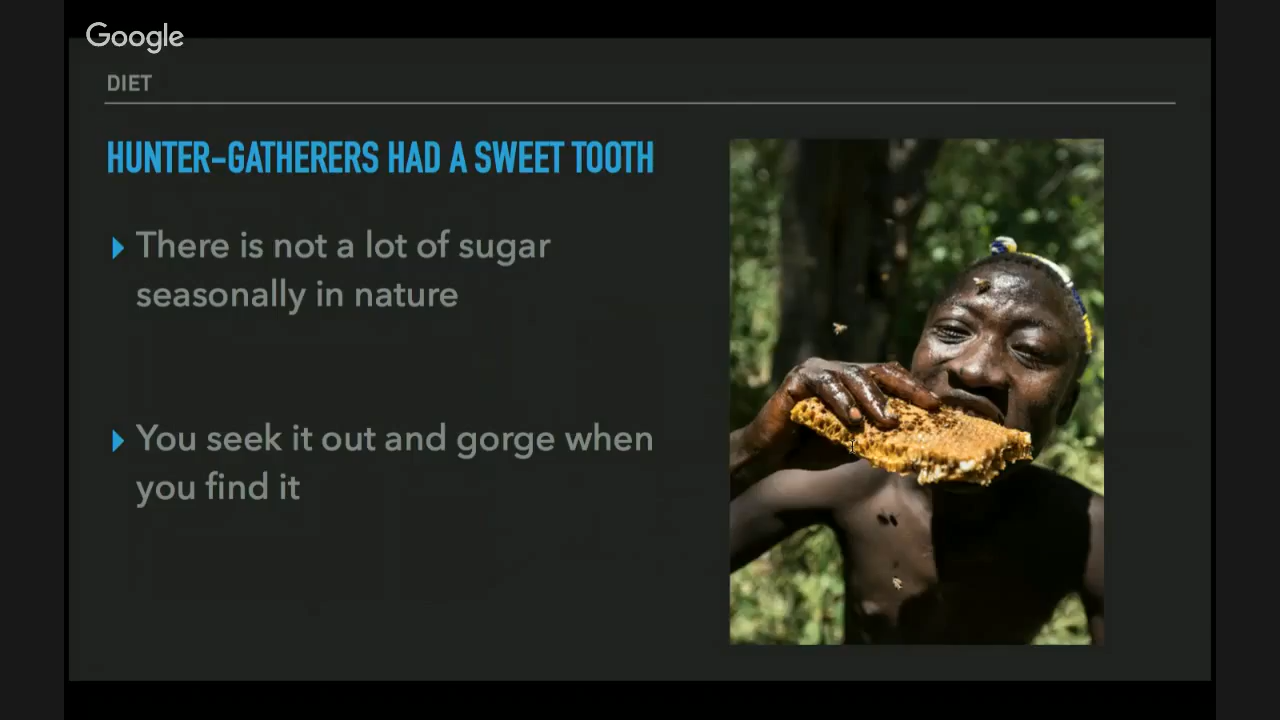 Google
DIET
HUNTER-GATHERERS HAD A SWEET TOOTH
There is not a lot of sugar
seasonally in nature
You seek it out and gorge when
you find it